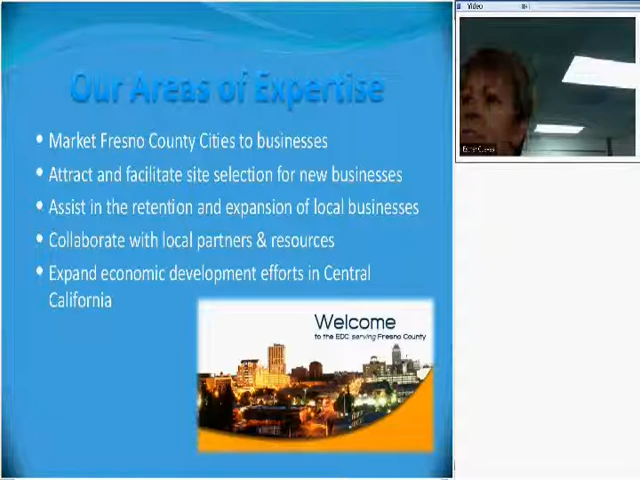 Video
Our Areas of Expertise
• Market Fresno County Cities to businesses
• Attract and facilitate site selection for new businesses
• Assist in the retention and expansion of local businesses
• Collaborate with local partners & resources
• Expand economic development efforts in Central
California
Welcome
to the EDC serving Fresno County